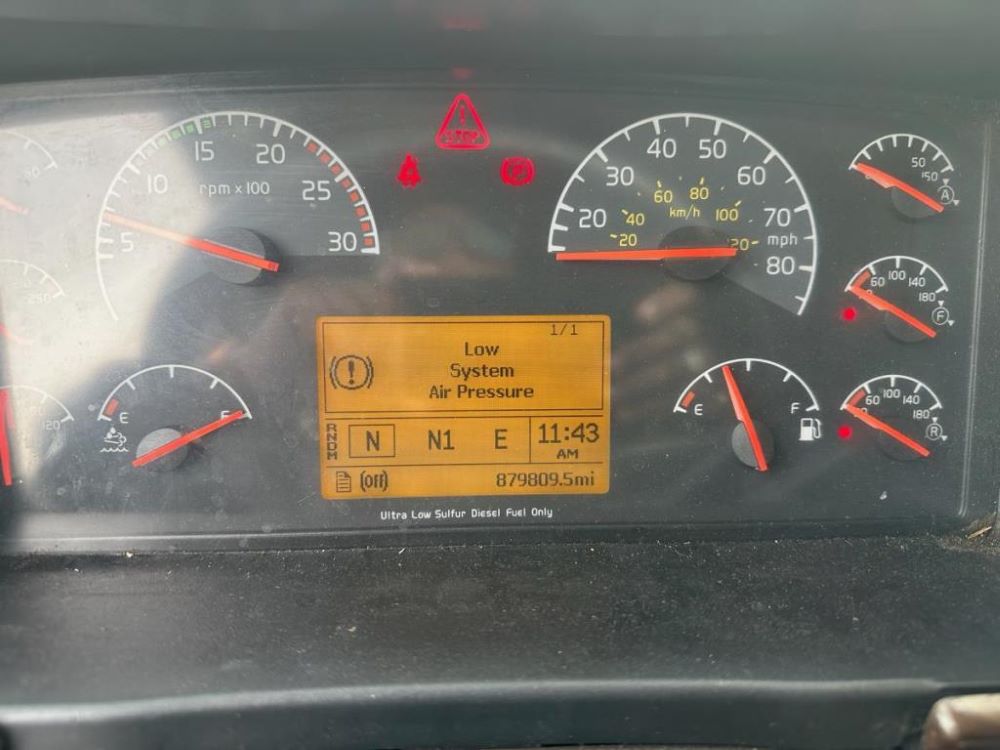 STOP
5
10
15
20
25
30
rpm x 100
20
30
40
50
60
70
80
mph
20
40
60
80
100
120
km/h
50
150
A
60 100 140
180
F
60 100 140
180
R
120
E
F
E
F
1/1
Low
System
Air Pressure
R
N
D
M
N N1 E 11:43
AM
(off) 879809.5mi
Ultra Low Sulfur Diesel Fuel Only